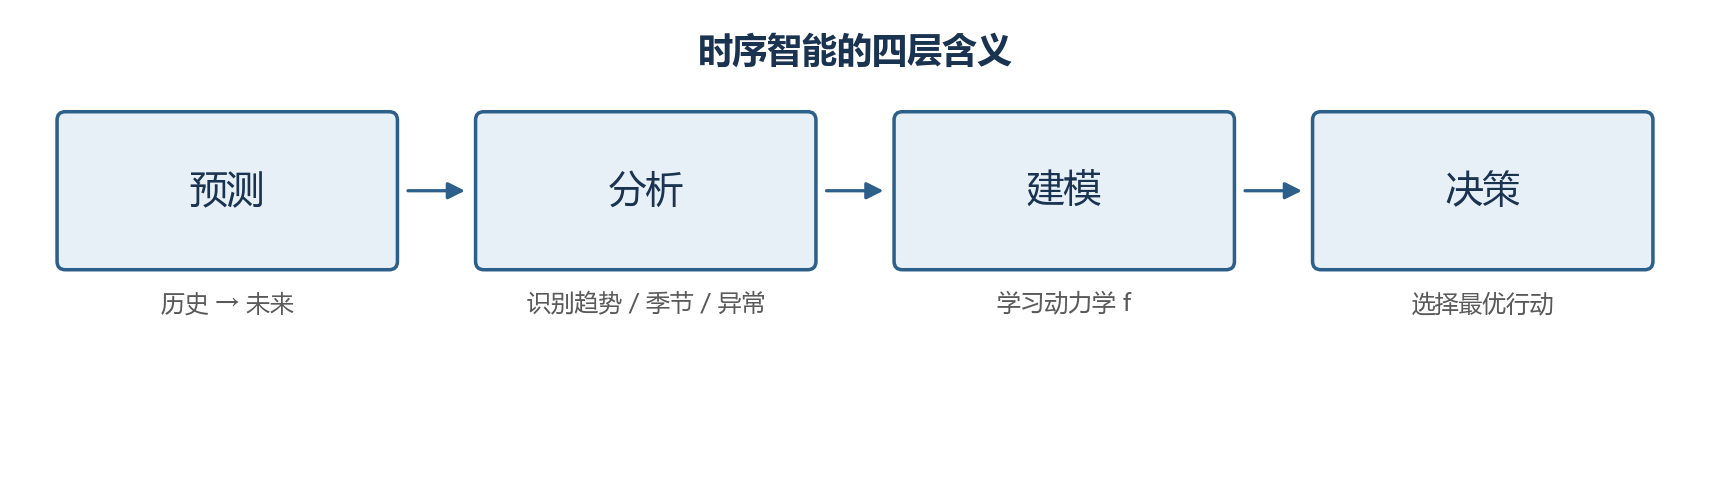 时序智能的四层含义
预测
分析
建模
决策
历史 → 未来
识别趋势 / 季节 / 异常
学习动力学 f
选择最优行动